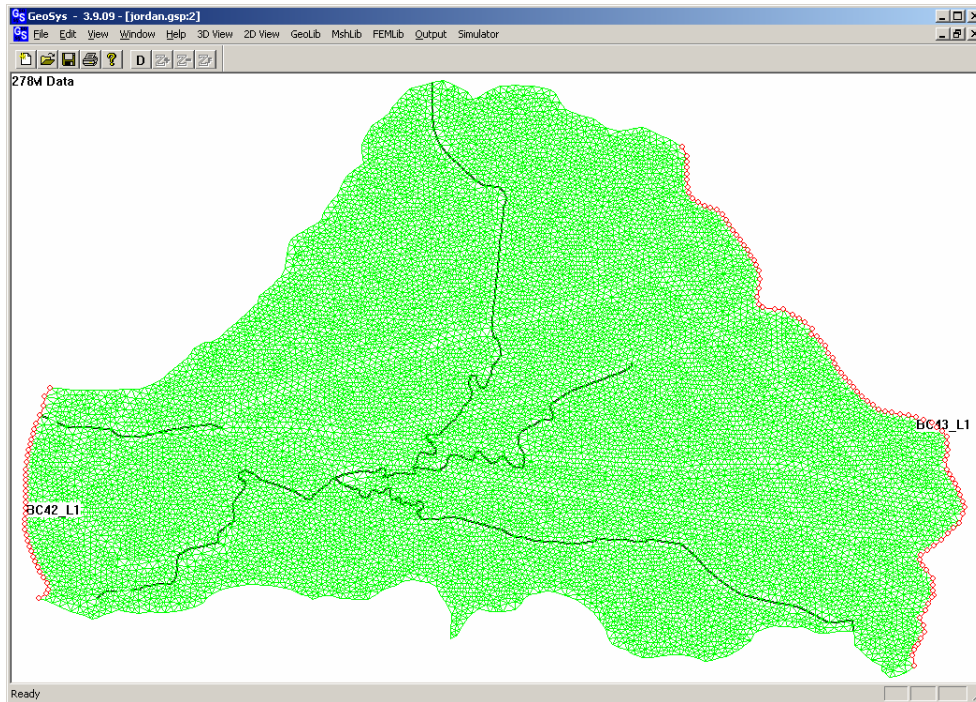 GeoSys - 3.9.09 - [jordan.gsp:2]
File Edit View Window Help 3D View 2D View GeoLib MshLib FEMLib Output Simulator
D Z+ Z-
278M Data
BC43_L1
BC42_L1
Ready